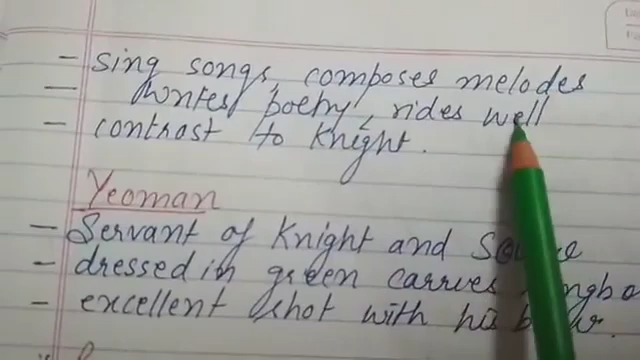 - sing songs, composes melodes
- writes poetry, rides well
- contrast to Knight.
Yeoman
- Servant of Knight and
- dressed in green carries
- excellent shot with his